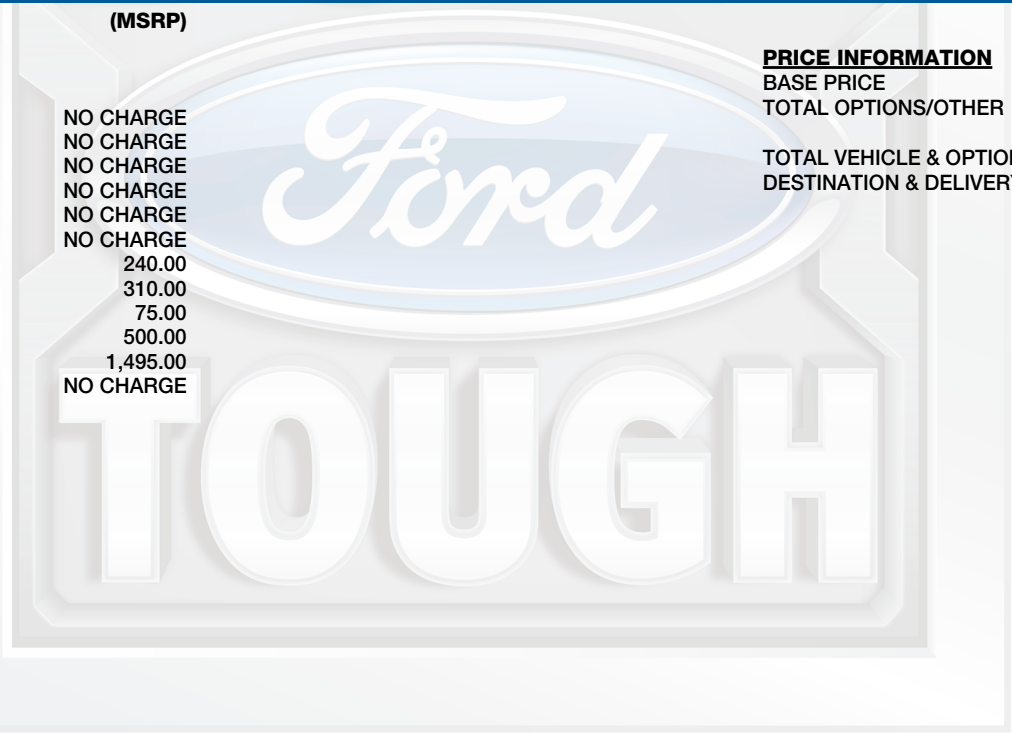 (MSRP)
NO CHARGE
NO CHARGE
NO CHARGE
NO CHARGE
NO CHARGE
NO CHARGE
240.00
310.00
75.00
500.00
1,495.00
NO CHARGE
PRICE INFORMATION
BASE PRICE
TOTAL OPTIONS/OTHER
TOTAL VEHICLE & OPTION
DESTINATION & DELIVERY
Ford
TOUGH